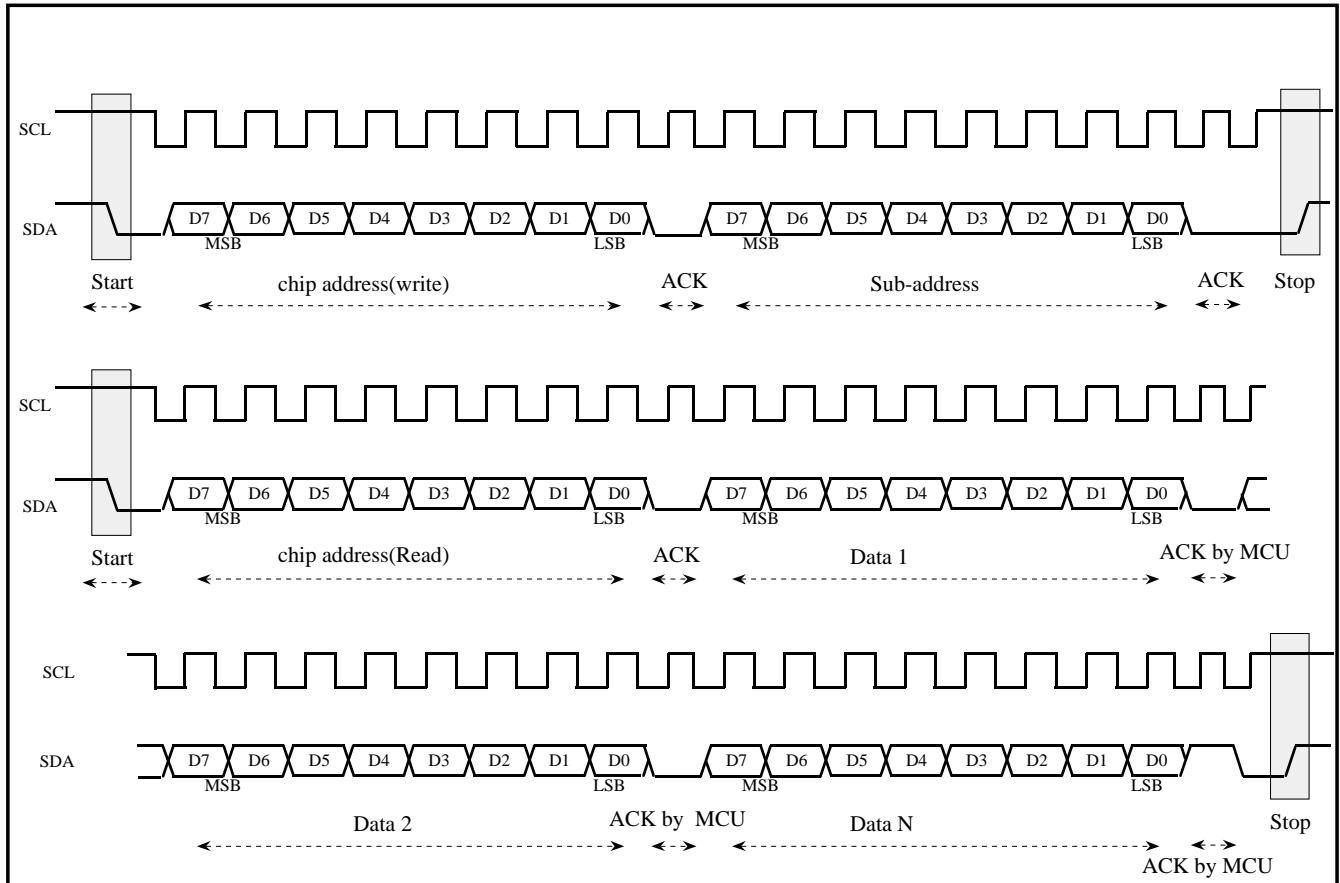 SCL
SDA
D7 D6 D5 D4 D3 D2 D1 D0 D7 D6 D5 D4 D3 D2 D1 D0
MSB LSB MSB LSB
Start chip address(write) ACK Sub-address ACK Stop
SCL
SDA
D7 D6 D5 D4 D3 D2 D1 D0 D7 D6 D5 D4 D3 D2 D1 D0
MSB LSB MSB LSB
Start chip address(Read) ACK Data 1 ACK by MCU
SCL
SDA
D7 D6 D5 D4 D3 D2 D1 D0 D7 D6 D5 D4 D3 D2 D1 D0
MSB LSB MSB LSB
Data 2 ACK by MCU Data N Stop
ACK by MCU